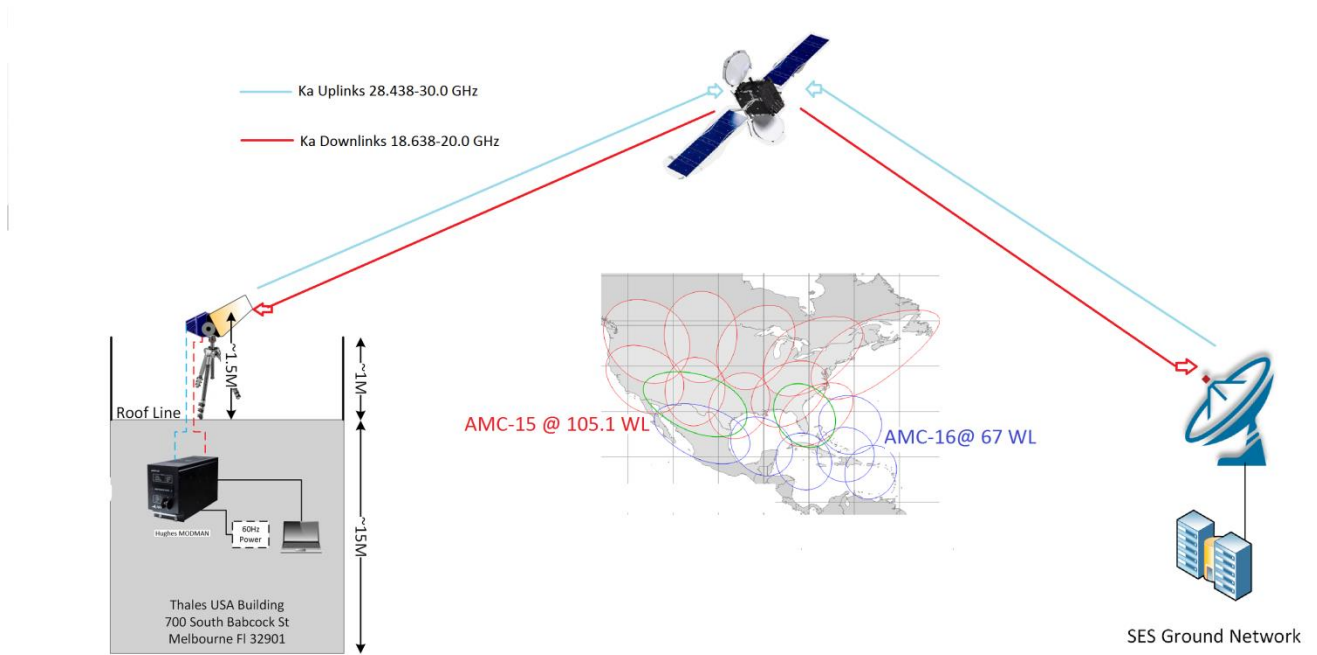 Ka Uplinks 28.438-30.0 GHz
Ka Downlinks 18.638-20.0 GHz
~1.5M
~1M
Roof Line
AMC-15 @ 105.1 WL
AMC-16@ 67 WL
~15M
Hughes MODMAN
60Hz
Power
Thales USA Building
700 South Babcock St
Melbourne Fl 32901
SES Ground Network